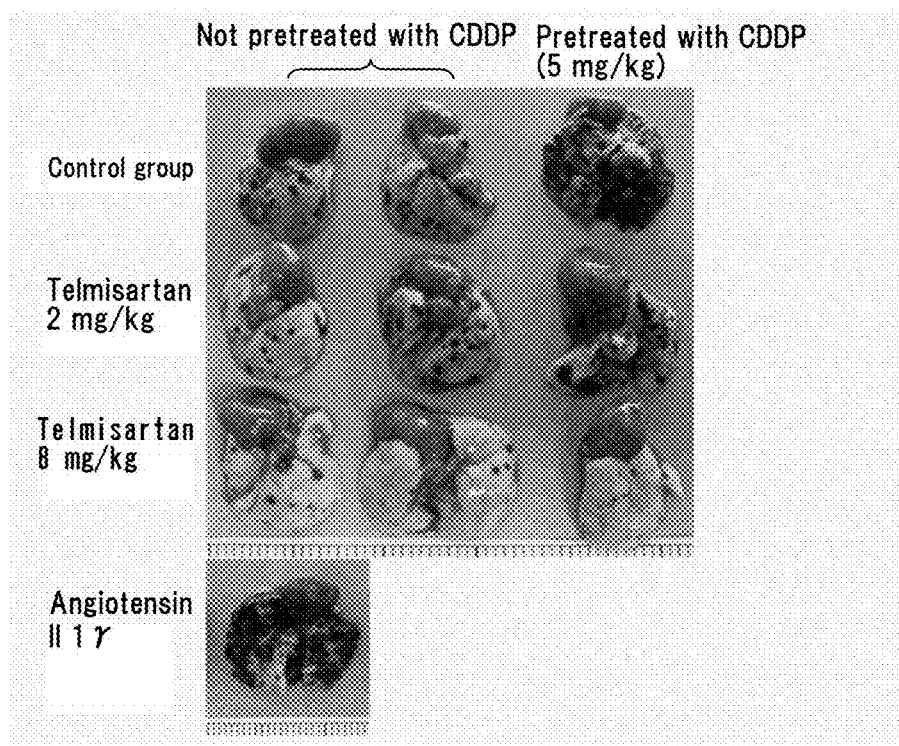 Not pretreated with CDDP
Pretreated with CDDP
(5 mg/kg)
Control group
Telmisartan
2 mg/kg
Telmisartan
8 mg/kg
Angiotensin
II 1 γ